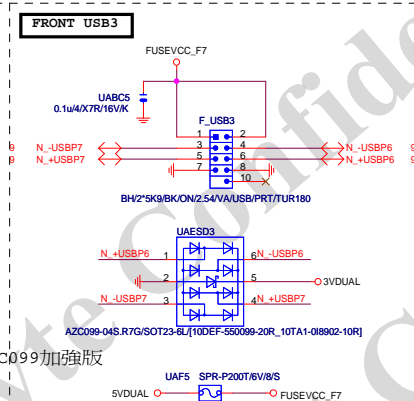 FRONT USB3
FUSEVCC_F7
UABC5
0.1u/4/X7R/16V/K
F_USB3
1 2
9 N_-USBP7 3 4 N_-USBP6 9
9 N_+USBP7 5 6 N_+USBP6 9
7 8
10
BH/2*5K9/BK/ON/2.54/VA/USB/PRT/TUR180
UAESD3
N_+USBP6 1 6 N_-USBP6
2 5 3VDUAL
N_-USBP7 3 4 N_+USBP7
AZC099-04S.R7G/SOT23-6L/[10DEF-550099-20R_10TA1-0I8902-10R]
C099加強版
UAF5 SPR-P200T/6V/8/S
5VDUAL FUSEVCC_F7
yte Confide
C